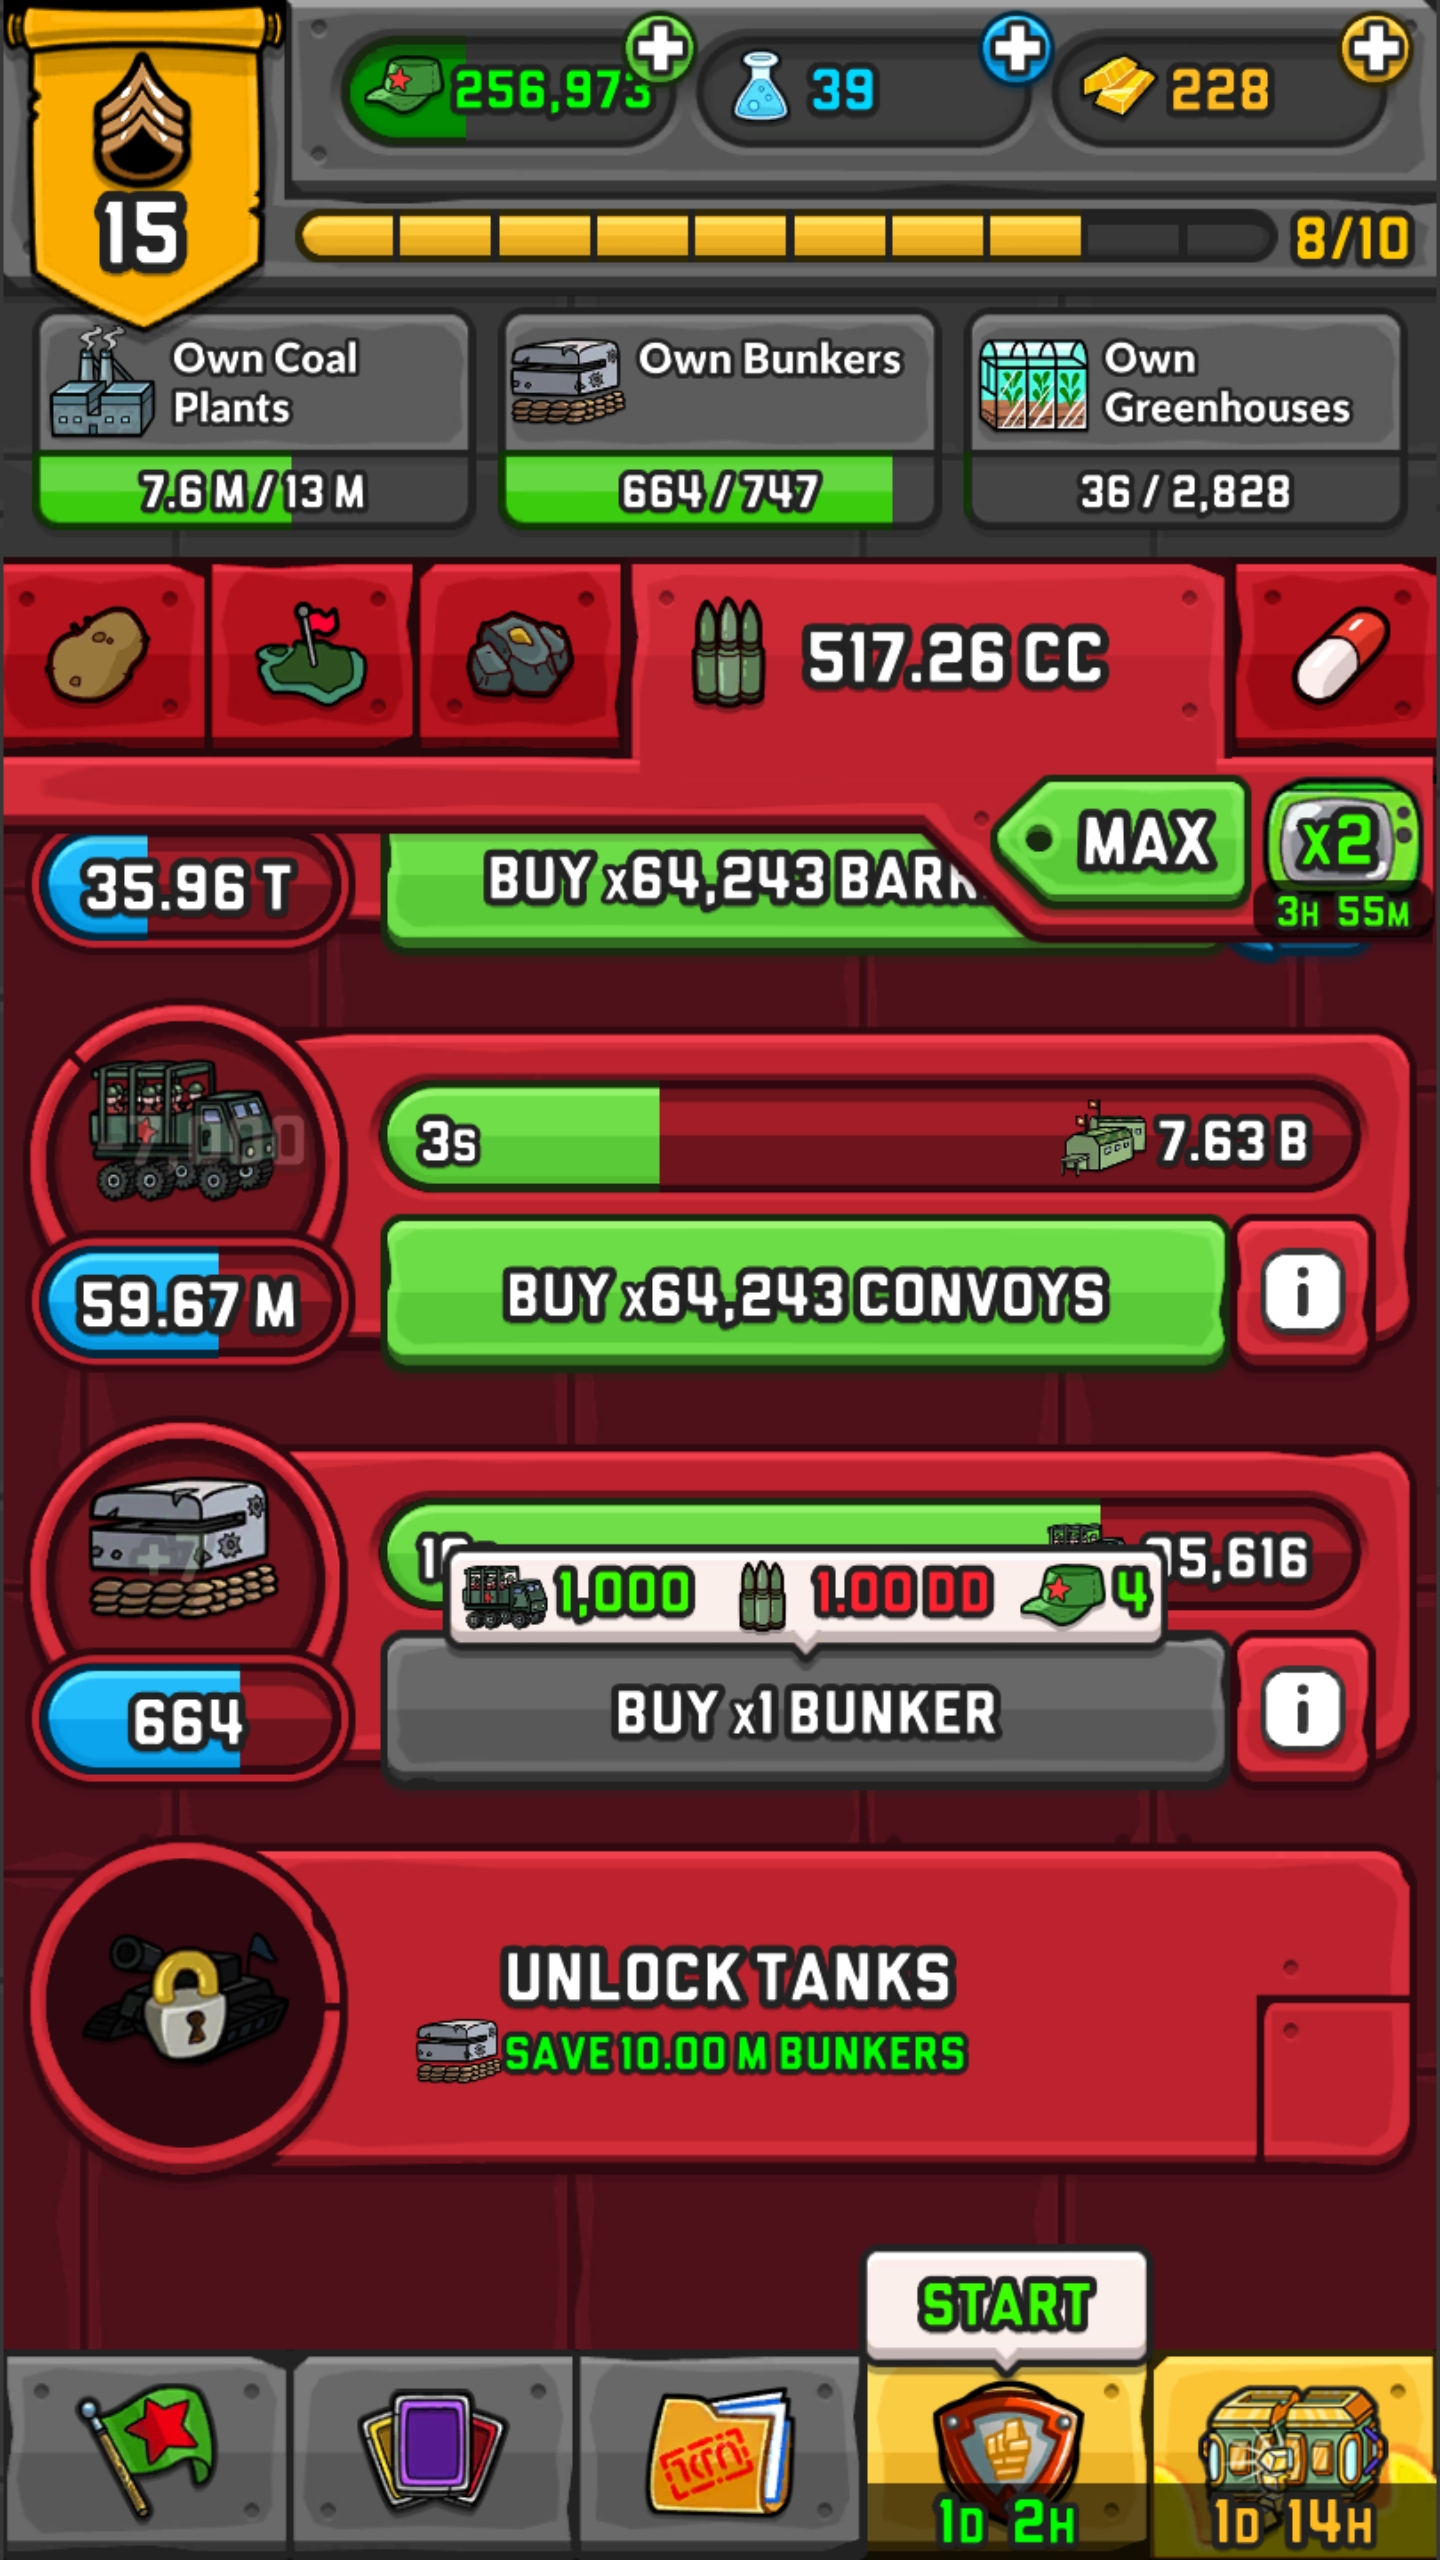 256,973
39
228
15
8/10
Own Coal
Plants
7.6 M / 13 M
Own Bunkers
664 / 747
Own
Greenhouses
36 / 2,828
517.26 CC
MAX
x2
3H 55M
35.96 T
BUY x64,243
3s
7.63 B
59.67 M
BUY x64,243 CONVOYS
i
1,000
1.00 DD
4
664
BUY x1 BUNKER
i
UNLOCK TANKS
SAVE 10.00 M BUNKERS
START
1D 2H
1D 14H